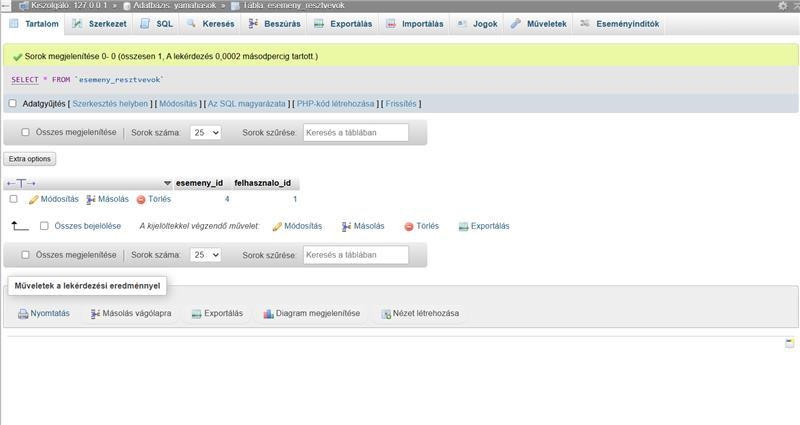 Kiszolgáló: 127.0.0.1 » Adatbázis: yamahasok » Tábla: esemeny_resztvevok
Tartalom Szerkezet SQL Keresés Beszúrás Exportálás Importálás Jogok Műveletek Eseményindítók
Sorok megjelenítése 0- 0 (összesen 1, A lekérdezés 0,0002 másodpercig tartott.)
SELECT * FROM `esemeny_resztvevok`
Adatgyűjtés [ Szerkesztés helyben ] [ Módosítás ] [ Az SQL magyarázata ] [ PHP-kód létrehozása ] [ Frissítés ]
Összes megjelenítése | Sorok száma: 25 Sorok szűrése: Keresés a táblában
Extra options
←T→ esemeny_id felhasznalo_id
Módosítás Másolás Törlés 4 1
Összes bejelölése A kijelöltekkel végzendő művelet: Módosítás Másolás Törlés Exportálás
Összes megjelenítése | Sorok száma: 25 Sorok szűrése: Keresés a táblában
Műveletek a lekérdezési eredménnyel
Nyomtatás Másolás vágólapra Exportálás Diagram megjelenítése Nézet létrehozása